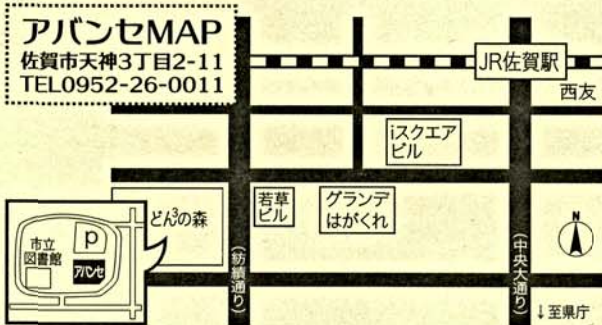 アバンセMAP
佐賀市天神3丁目2-11
TEL0952-26-0011
JR佐賀駅
西友
iスクエア
ビル
どん3の森
若草
ビル
グランデ
はがくれ
N
市立
図書館
P
アバンセ
(紡績通り)
(中央大通り)
↓至県庁